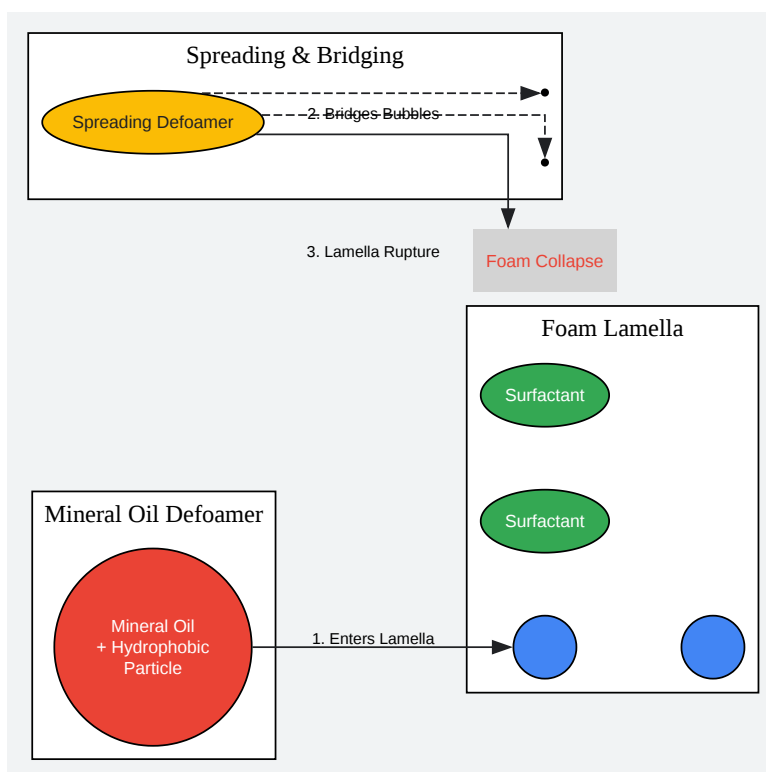 Spreading & Bridging
Spreading Defoamer
2. Bridges Bubbles
3. Lamella Rupture
Foam Collapse
Foam Lamella
Surfactant
Surfactant
Mineral Oil Defoamer
Mineral Oil
+ Hydrophobic
Particle
1. Enters Lamella